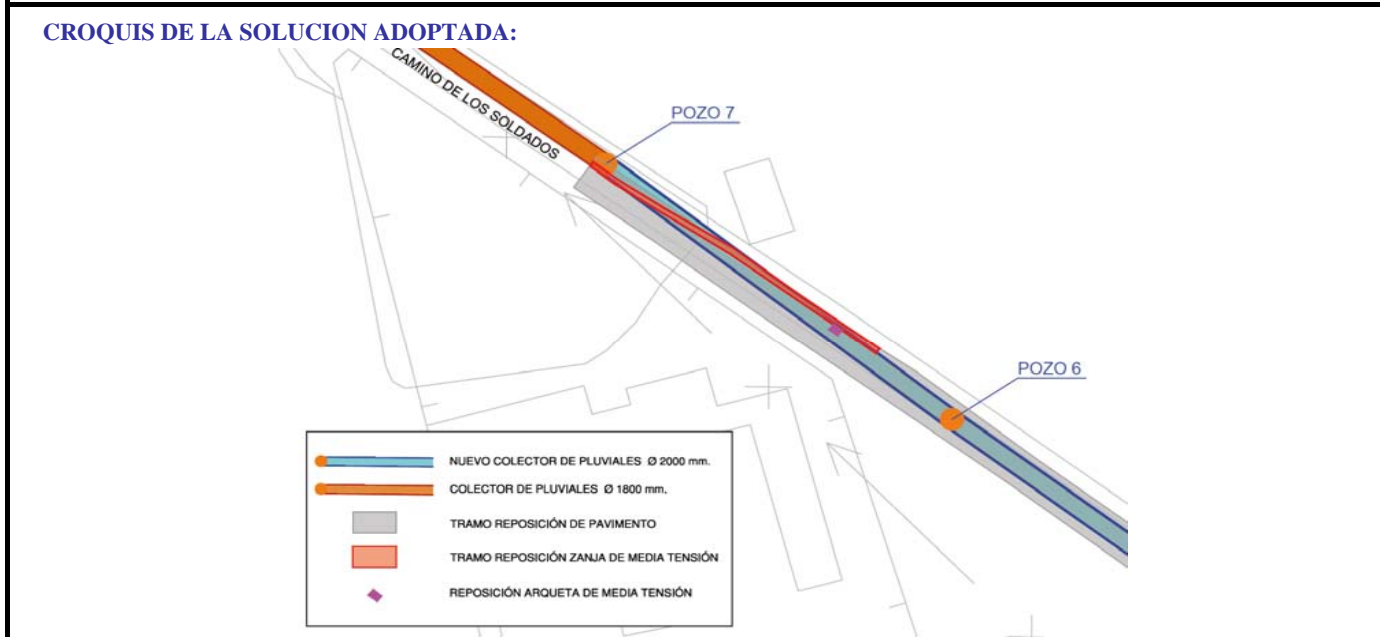 CROQUIS DE LA SOLUCION ADOPTADA:
CAMINO DE LOS SOLDADOS
POZO 7
POZO 6
NUEVO COLECTOR DE PLUVIALES Ø 2000 mm.
COLECTOR DE PLUVIALES Ø 1800 mm.
TRAMO REPOSICIÓN DE PAVIMENTO
TRAMO REPOSICIÓN ZANJA DE MEDIA TENSIÓN
REPOSICIÓN ARQUETA DE MEDIA TENSIÓN